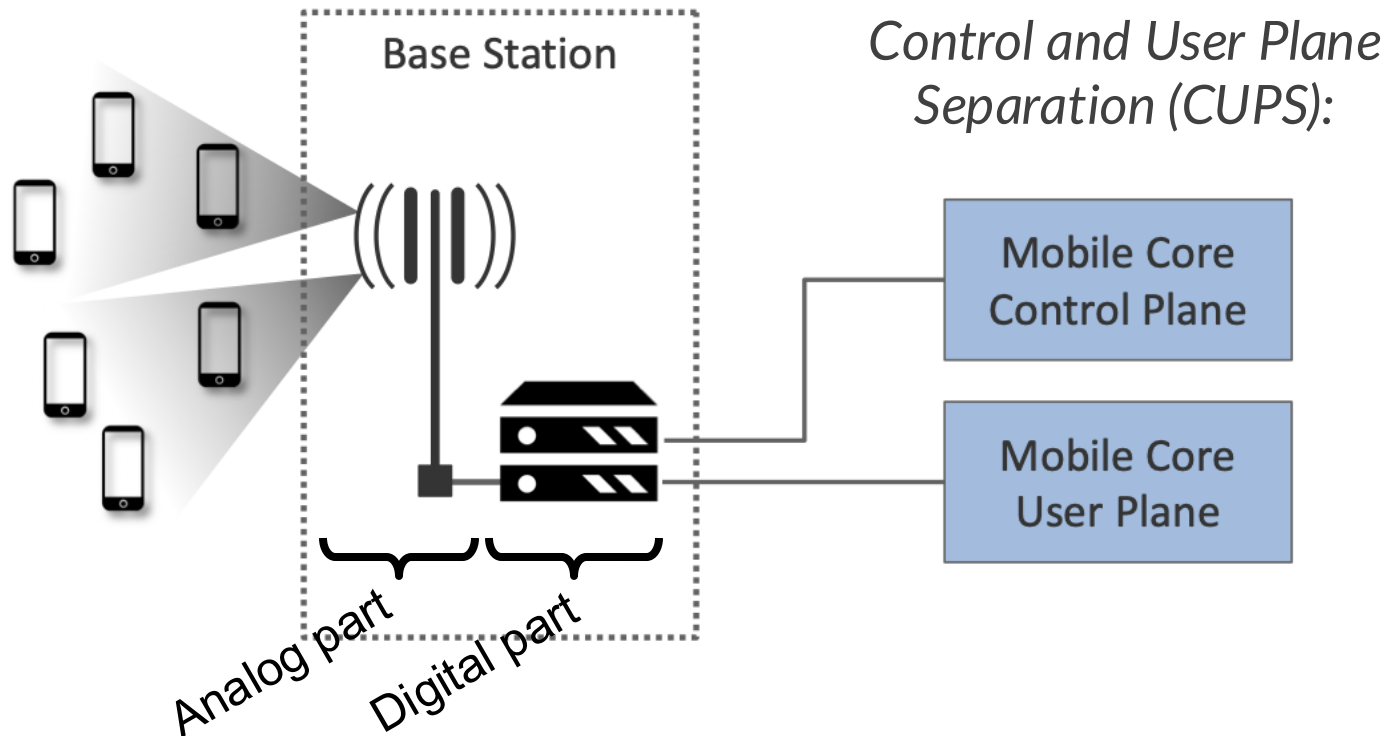 Base Station
Control and User Plane
Separation (CUPS):
Mobile Core
Control Plane
Mobile Core
User Plane
Analog part
Digital part